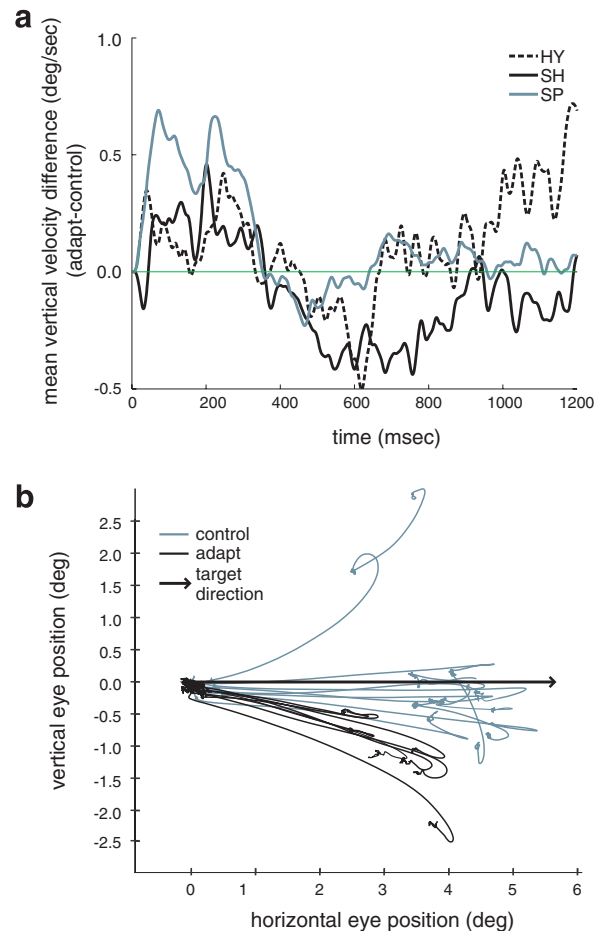 a
mean vertical velocity difference (deg/sec)
(adapt-control)
1.0
0.5
0.0
-0.5
HY
SH
SP
0 200 400 600 800 1000 1200
time (msec)
b
vertical eye position (deg)
2.5
2.0
1.5
1.0
0.5
0.0
-0.5
-1.0
-1.5
-2.0
-2.5
control
adapt
target
direction
0 1 2 3 4 5 6
horizontal eye position (deg)